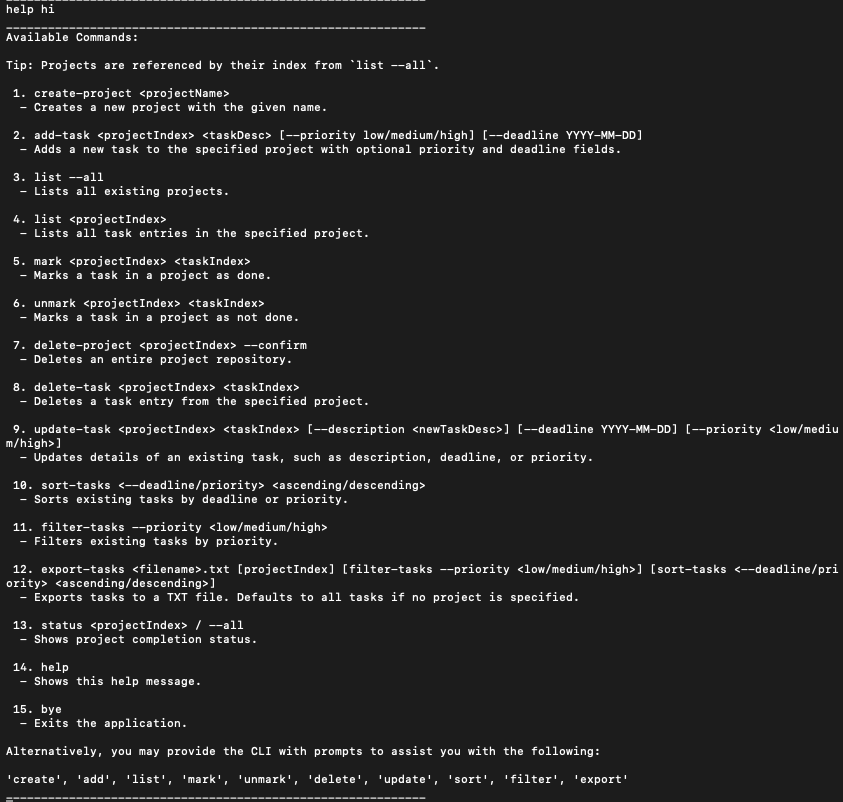 help hi
____________________________________________________________
Available Commands:
Tip: Projects are referenced by their index from `list --all`.
1. create-project <projectName>
- Creates a new project with the given name.
2. add-task <projectIndex> <taskDesc> [--priority low/medium/high] [--deadline YYYY-MM-DD]
- Adds a new task to the specified project with optional priority and deadline fields.
3. list --all
- Lists all existing projects.
4. list <projectIndex>
- Lists all task entries in the specified project.
5. mark <projectIndex> <taskIndex>
- Marks a task in a project as done.
6. unmark <projectIndex> <taskIndex>
- Marks a task in a project as not done.
7. delete-project <projectIndex> --confirm
- Deletes an entire project repository.
8. delete-task <projectIndex> <taskIndex>
- Deletes a task entry from the specified project.
9. update-task <projectIndex> <taskIndex> [--description <newTaskDesc>] [--deadline YYYY-MM-DD] [--priority <low/mediu
m/high>]
- Updates details of an existing task, such as description, deadline, or priority.
10. sort-tasks <--deadline/priority> <ascending/descending>
- Sorts existing tasks by deadline or priority.
11. filter-tasks --priority <low/medium/high>
- Filters existing tasks by priority.
12. export-tasks <filename>.txt [projectIndex] [filter-tasks --priority <low/medium/high>] [sort-tasks <--deadline/pri
ority> <ascending/descending>]
- Exports tasks to a TXT file. Defaults to all tasks if no project is specified.
13. status <projectIndex> / --all
- Shows project completion status.
14. help
- Shows this help message.
15. bye
- Exits the application.
Alternatively, you may provide the CLI with prompts to assist you with the following:
'create', 'add', 'list', 'mark', 'unmark', 'delete', 'update', 'sort', 'filter', 'export'
____________________________________________________________